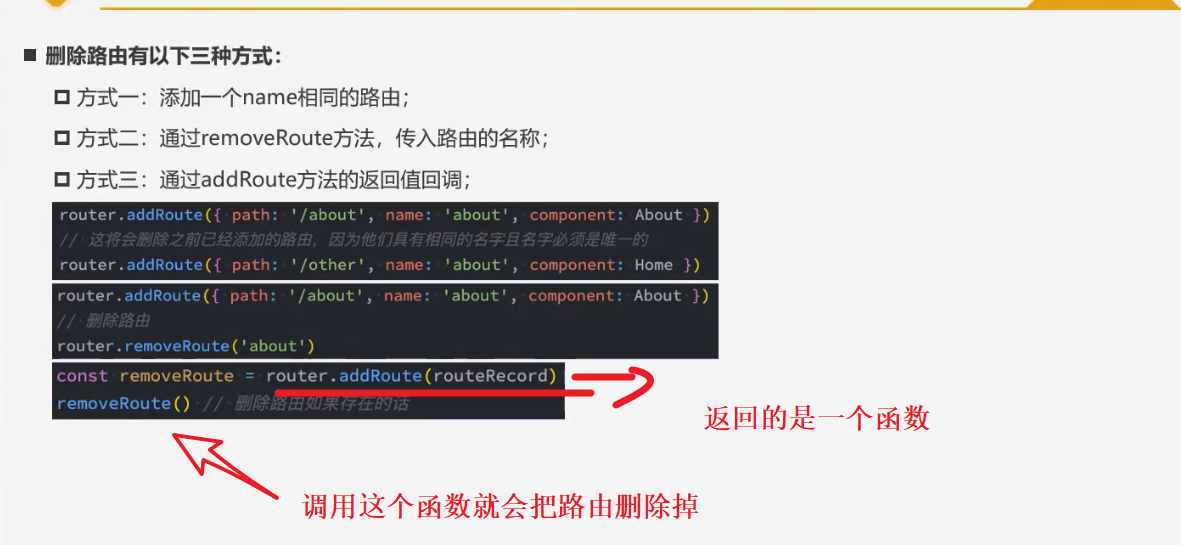 删除路由有以下三种方式：
方式一：添加一个name相同的路由；
方式二：通过removeRoute方法，传入路由的名称；
方式三：通过addRoute方法的返回值回调；
router.addRoute({ path: '/about', name: 'about', component: About })
// 这将会删除之前已经添加的路由，因为他们具有相同的名字且名字必须是唯一的
router.addRoute({ path: '/other', name: 'about', component: Home })
router.addRoute({ path: '/about', name: 'about', component: About })
// 删除路由
router.removeRoute('about')
const removeRoute = router.addRoute(routeRecord)
removeRoute() // 删除路由如果存在的话
返回的是一个函数
调用这个函数就会把路由删除掉